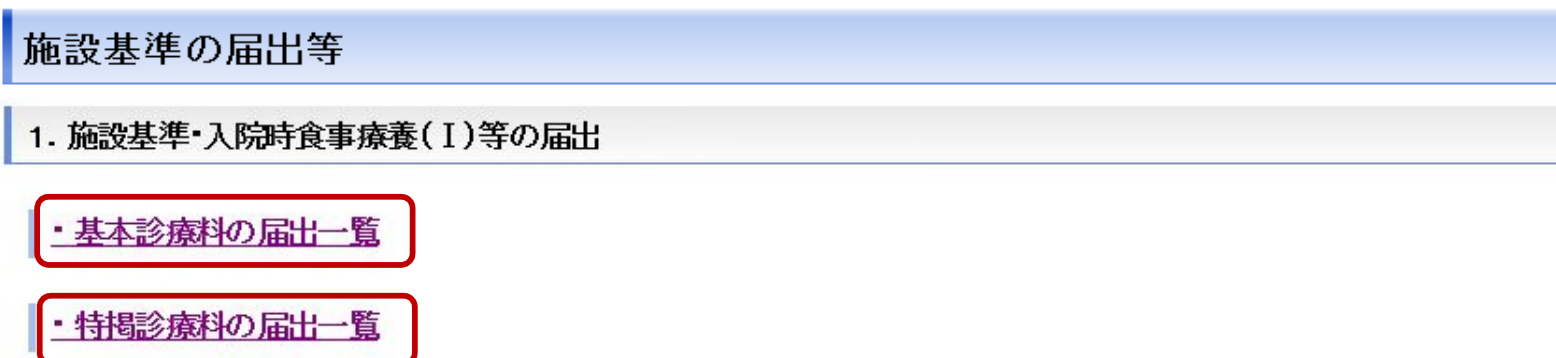 施設基準の届出等
1. 施設基準・入院時食事療養(Ⅰ)等の届出
・基本診療料の届出一覧
・特掲診療料の届出一覧